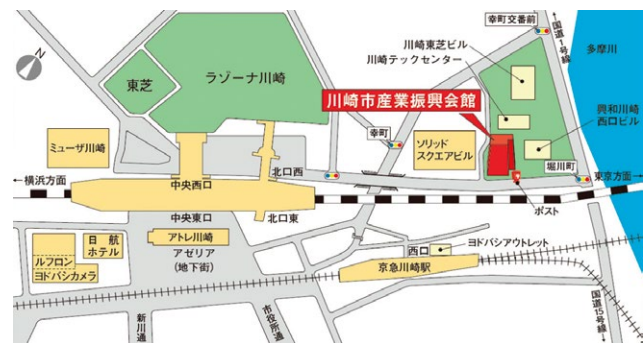 N
東芝
ラゾーナ川崎
幸町交番前
国道1号線
多摩川
川崎東芝ビル
川崎テックセンター
川崎市産業振興会館
興和川崎
西口ビル
幸町
ミューザ川崎
ソリッド
スクエアビル
北口西
堀川町
←横浜方面
東京方面→
中央西口
ポスト
中央東口
北口東
日航
ホテル
アトレ川崎
アゼリア
(地下街)
ルフロン
ヨドバシカメラ
西口
ヨドバシアウトレット
京急川崎駅
新川通
市役所通
国道15号線